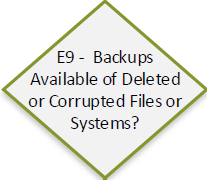 E9 - Backups
Available of Deleted
or Corrupted Files or
Systems?